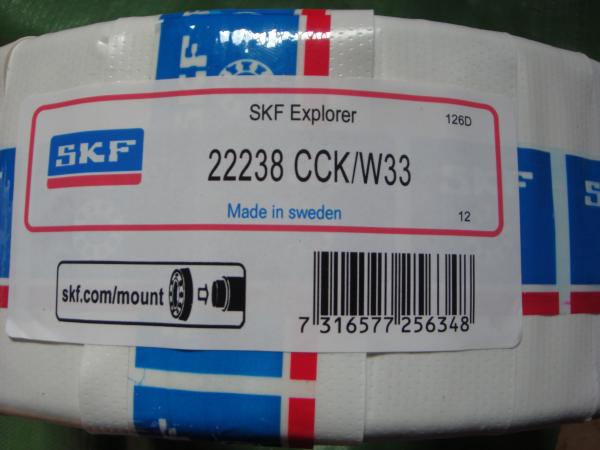 SKF Explorer
126D
SKF
22238 CCK/W33
Made in sweden
12
skf.com/mount
7 316577 256348